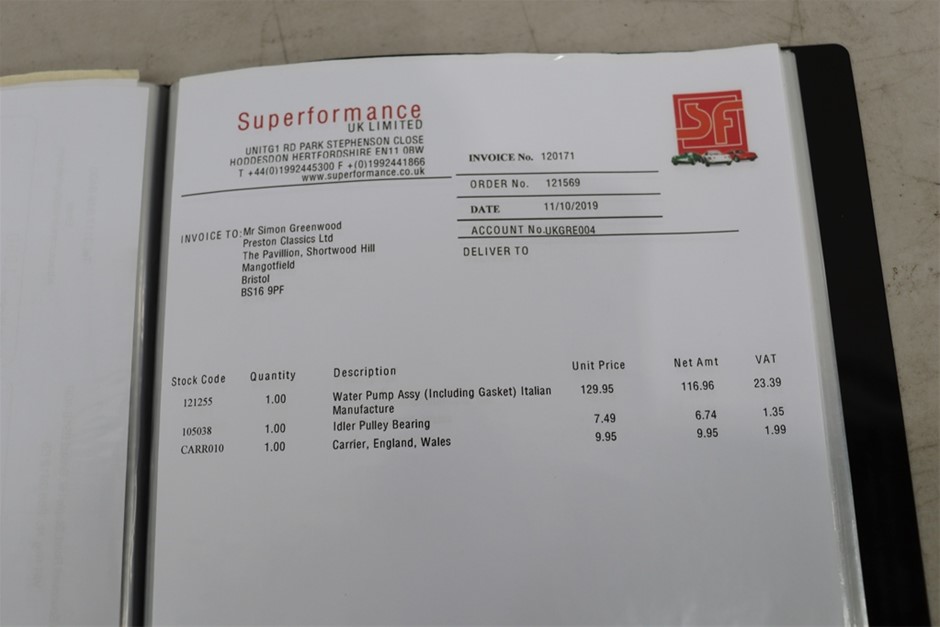 Superformance
UK LIMITED
UNITG1 RD PARK STEPHENSON CLOSE
HODDESDON HERTFORDSHIRE EN11 0BW
T +44(0)1992445300 F +(0)1992441866
www.superformance.co.uk
SF
INVOICE No. 120171
ORDER No. 121569
DATE 11/10/2019
ACCOUNT No. UKGRE004
DELIVER TO
INVOICE TO: Mr Simon Greenwood
Preston Classics Ltd
The Pavillion, Shortwood Hill
Mangotfield
Bristol
BS16 9PF
Stock Code Quantity Description Unit Price Net Amt VAT
121255 1.00 Water Pump Assy (Including Gasket) Italian 129.95 116.96 23.39
Manufacture
105038 1.00 Idler Pulley Bearing 7.49 6.74 1.35
CARR010 1.00 Carrier, England, Wales 9.95 9.95 1.99